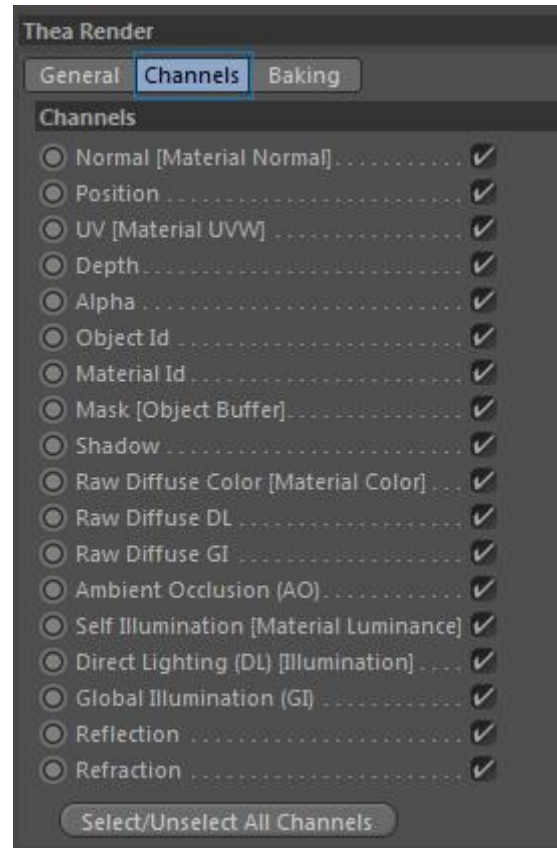 Thea Render
General Channels Baking
Channels
Normal [Material Normal]
Position
UV [Material UVW]
Depth
Alpha
Object Id
Material Id
Mask [Object Buffer]
Shadow
Raw Diffuse Color [Material Color]
Raw Diffuse DL
Raw Diffuse GI
Ambient Occlusion (AO)
Self Illumination [Material Luminance]
Direct Lighting (DL) [Illumination]
Global Illumination (GI)
Reflection
Refraction
Select/Unselect All Channels